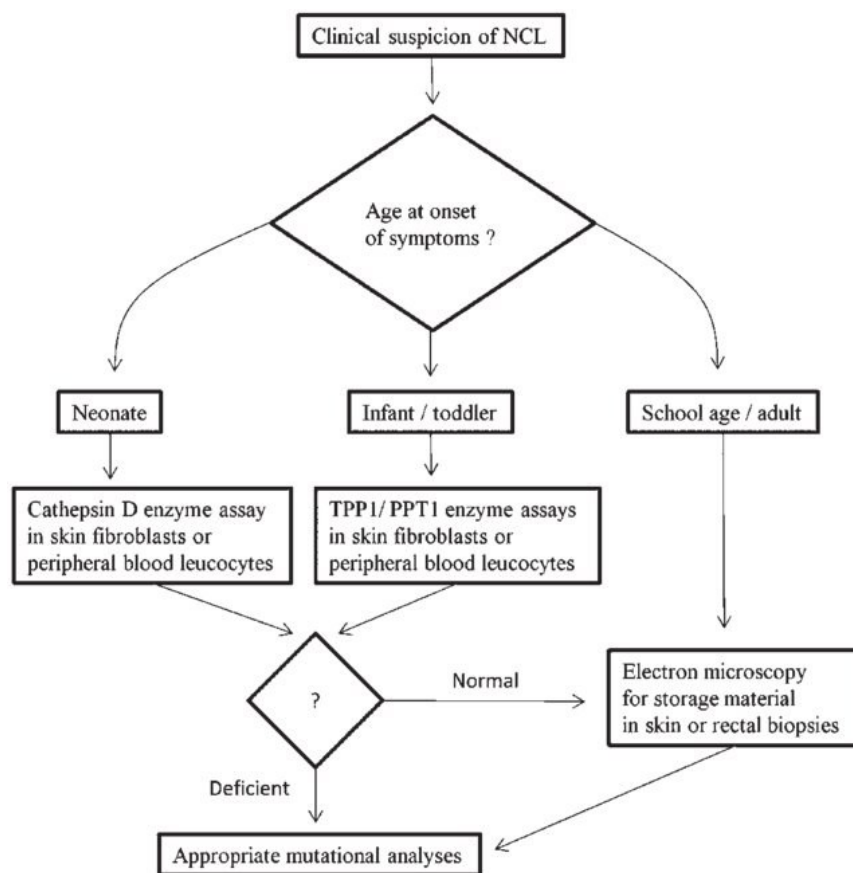 Clinical suspicion of NCL
Age at onset
of symptoms ?
Neonate
Infant / toddler
School age / adult
Cathepsin D enzyme assay
in skin fibroblasts or
peripheral blood leucocytes
TPP1/ PPT1 enzyme assays
in skin fibroblasts or
peripheral blood leucocytes
?
Normal
Electron microscopy
for storage material
in skin or rectal biopsies
Deficient
Appropriate mutational analyses